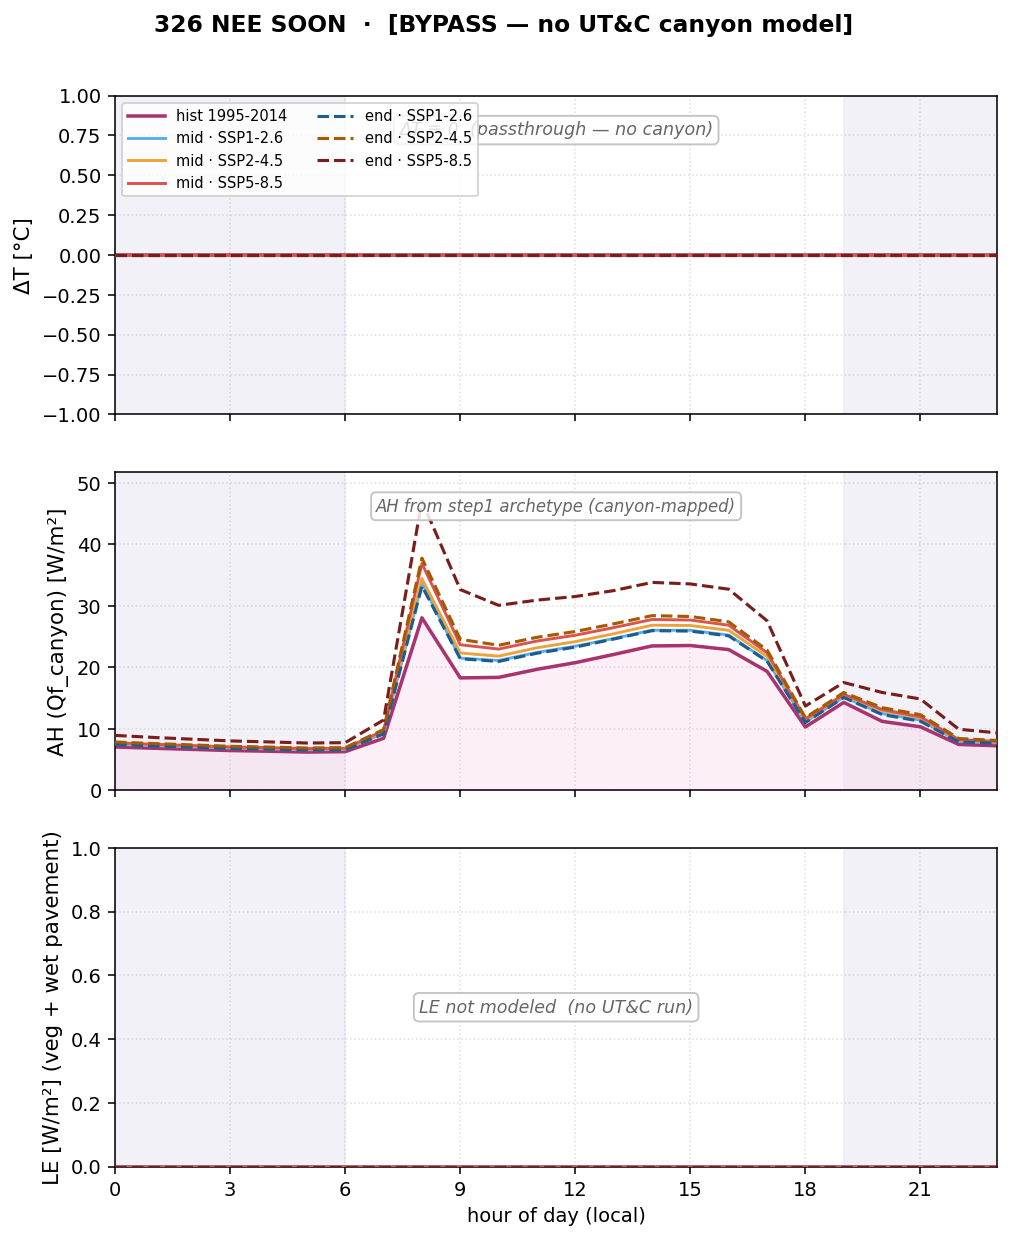 326 NEE SOON · [BYPASS — no UT&C canyon model]
1.00
0.75
0.50
0.25
0.00
−0.25
−0.50
−0.75
−1.00
ΔT [°C]
hist 1995-2014
mid · SSP1-2.6
mid · SSP2-4.5
mid · SSP5-8.5
end · SSP1-2.6
end · SSP2-4.5
end · SSP5-8.5
(passthrough — no canyon)
50
40
30
20
10
0
AH (Qf_canyon) [W/m²]
AH from step1 archetype (canyon-mapped)
1.0
0.8
0.6
0.4
0.2
0.0
LE [W/m²] (veg + wet pavement)
LE not modeled (no UT&C run)
0 3 6 9 12 15 18 21
hour of day (local)